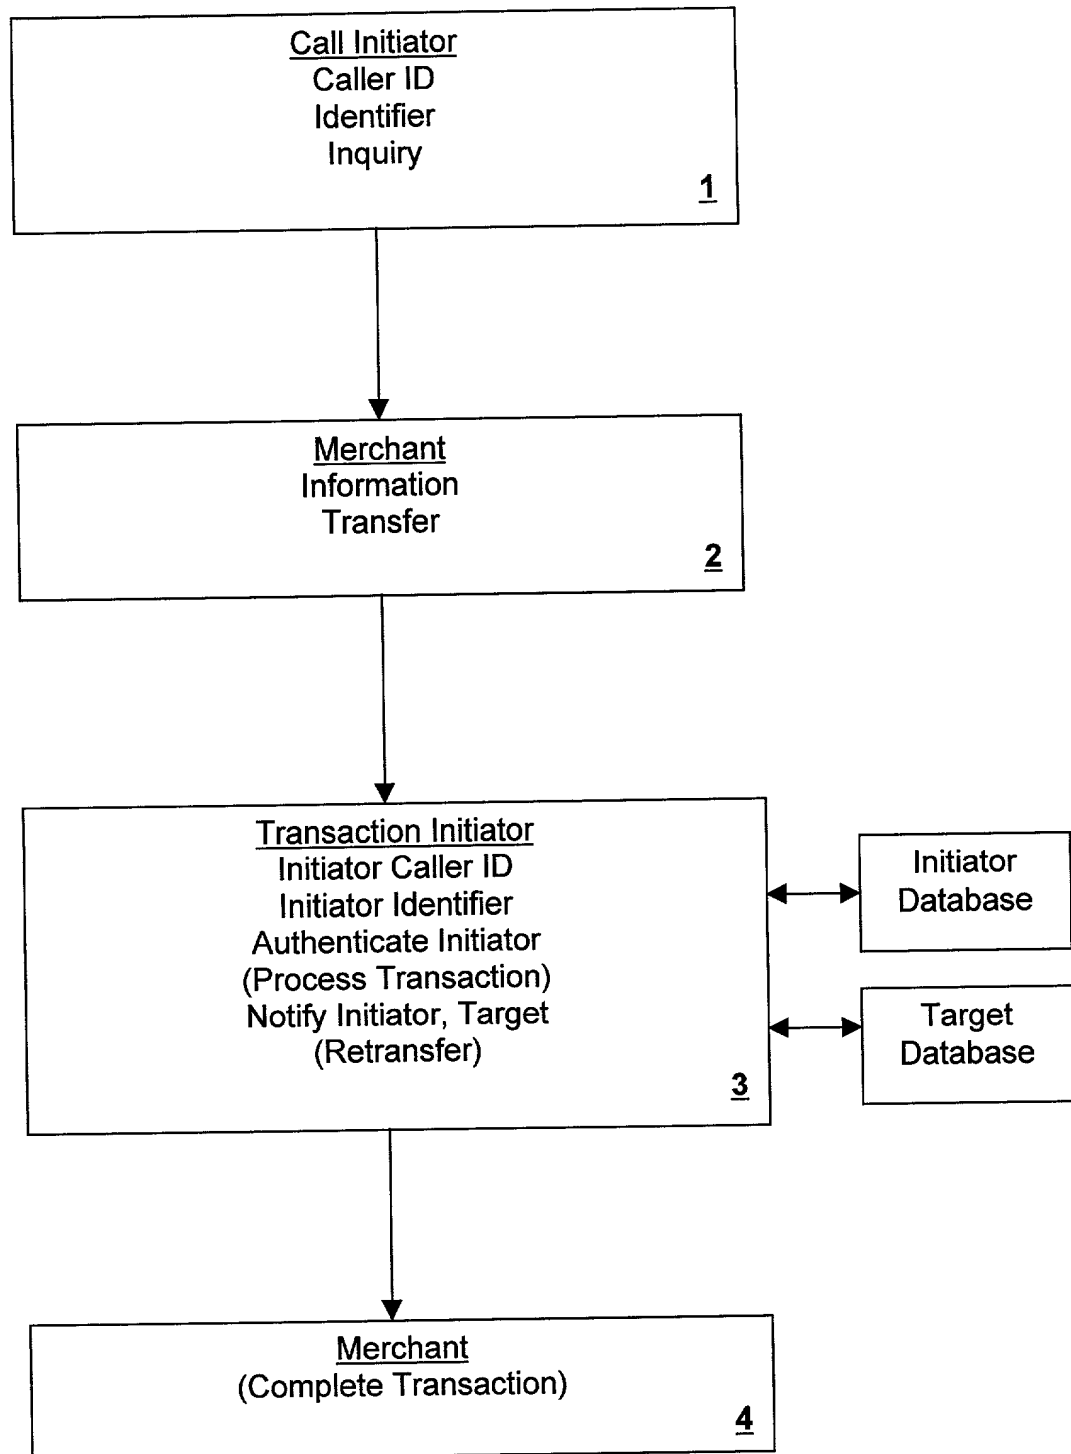 Call Initiator
Caller ID
Identifier
Inquiry
1
Merchant
Information
Transfer
2
Transaction Initiator
Initiator Caller ID
Initiator Identifier
Authenticate Initiator
(Process Transaction)
Notify Initiator, Target
(Retransfer)
3
Initiator
Database
Target
Database
Merchant
(Complete Transaction)
4